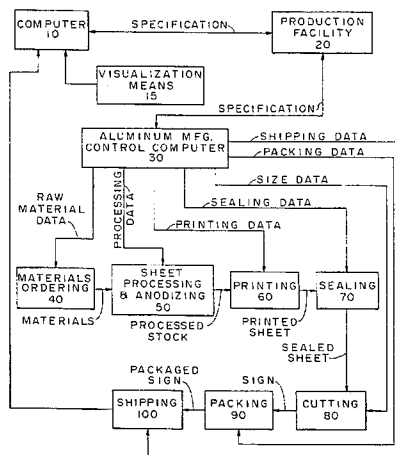 COMPUTER
10
SPECIFICATION
PRODUCTION
FACILITY
20
VISUALIZATION
MEANS
15
SPECIFICATION
ALUMINUM MFG.
CONTROL COMPUTER
30
SHIPPING DATA
PACKING DATA
SIZE DATA
SEALING DATA
PRINTING DATA
PROCESSING
DATA
RAW
MATERIAL
DATA
MATERIALS
ORDERING
40
MATERIALS
SHEET
PROCESSING
& ANODIZING
50
PROCESSED
STOCK
PRINTING
60
PRINTED
SHEET
SEALING
70
SEALED
SHEET
CUTTING
80
SIGN
PACKING
90
PACKAGED
SIGN
SHIPPING
100